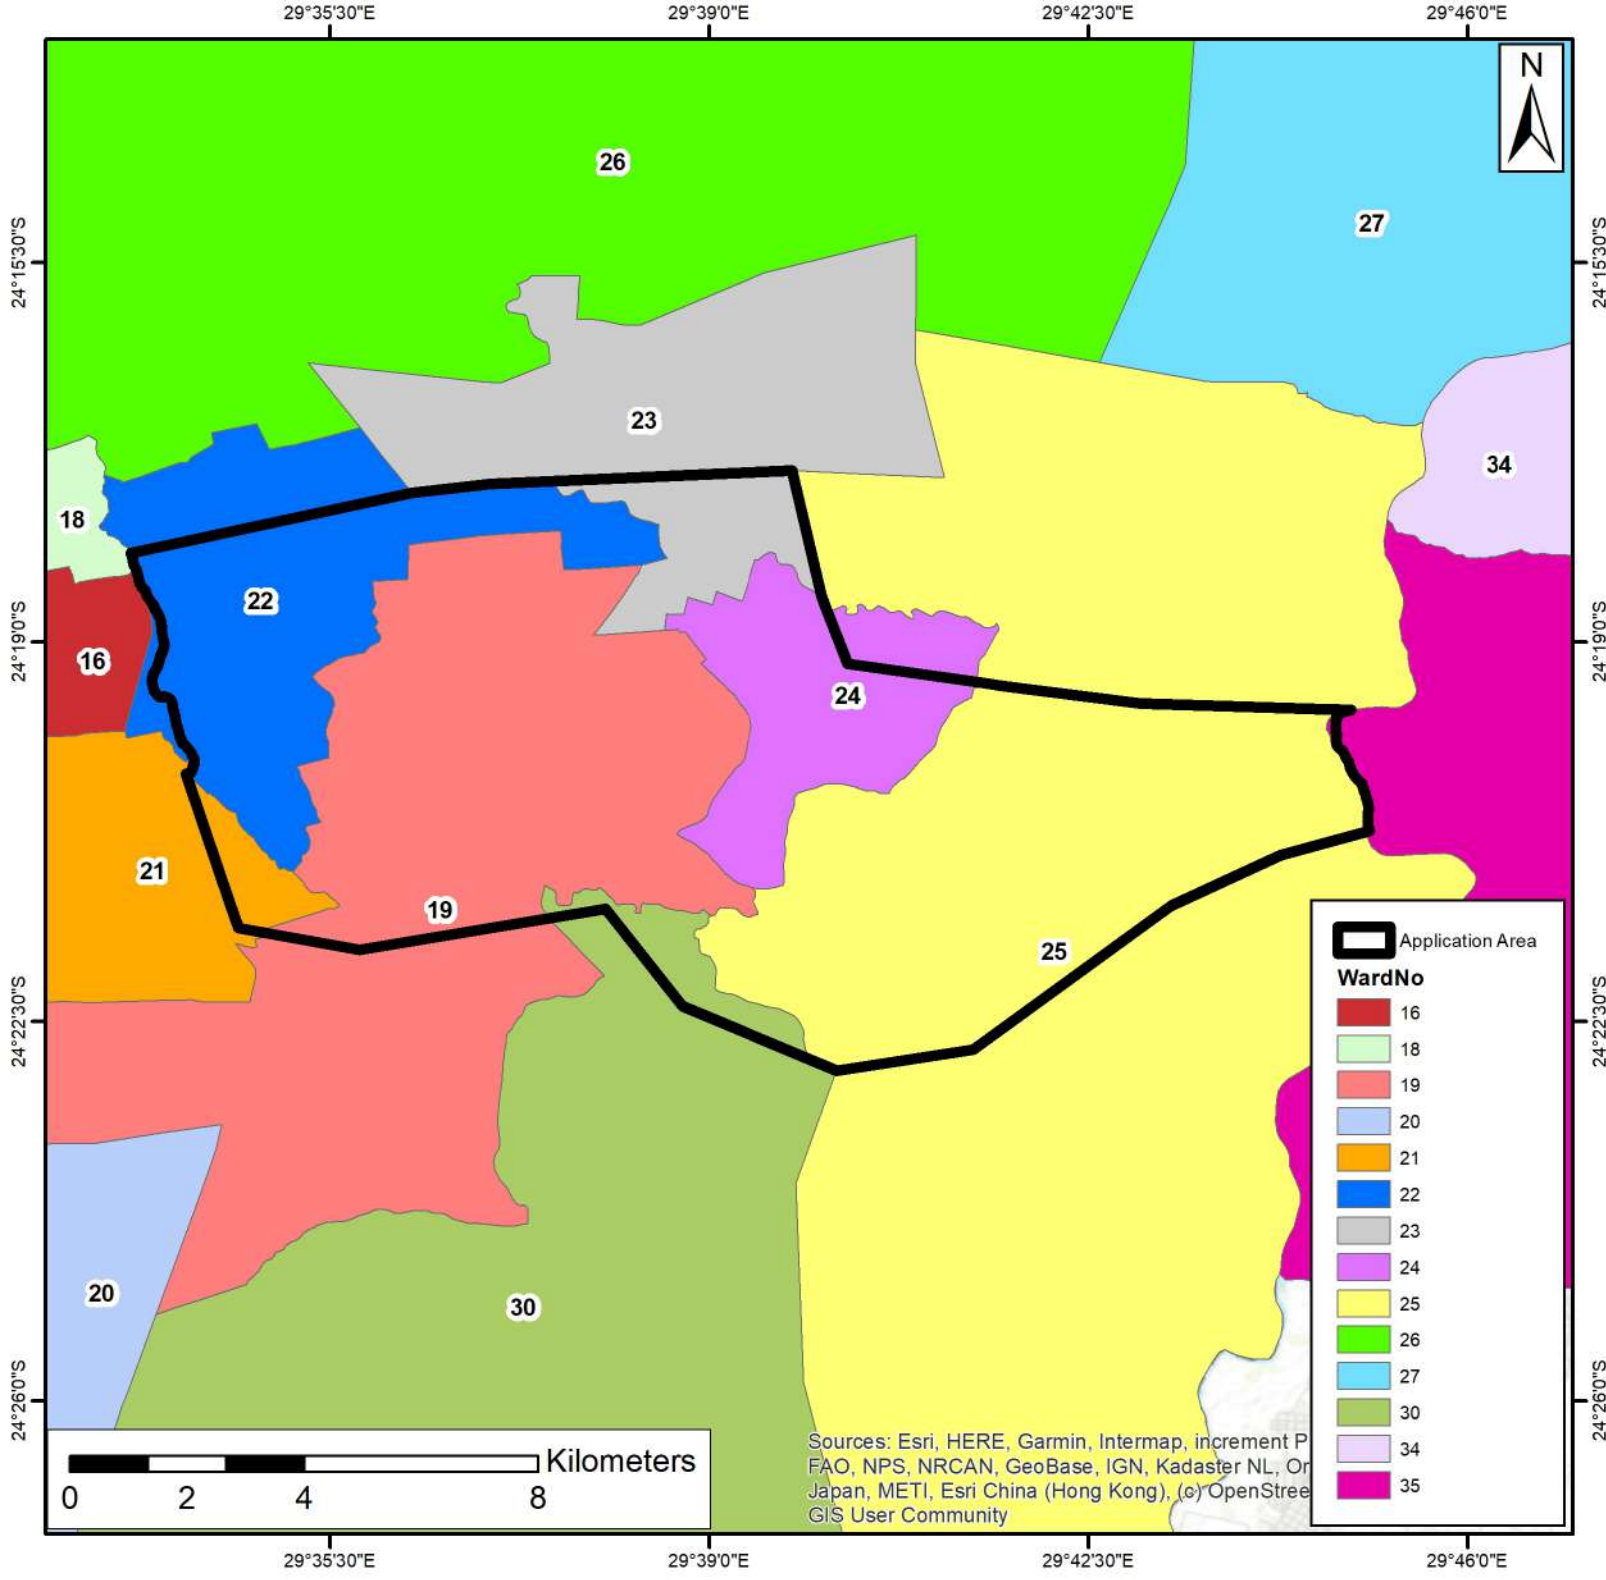 29°35'30"E 29°39'0"E 29°42'30"E 29°46'0"E
N
26
27
24°15'30"S 24°15'30"S
23
34
18
22
16
24°19'0"S 24°19'0"S
24
21
19
25
24°22'30"S 24°22'30"S
20
30
24°26'0"S 24°26'0"S
Application Area
WardNo
16
18
19
20
21
22
23
24
25
26
27
30
34
35
Kilometers
0 2 4 8
Sources: Esri, HERE, Garmin, Intermap, increment P
FAO, NPS, NRCAN, GeoBase, IGN, Kadaster NL, Or
Japan, METI, Esri China (Hong Kong), (c) OpenStree
GIS User Community
29°35'30"E 29°39'0"E 29°42'30"E 29°46'0"E